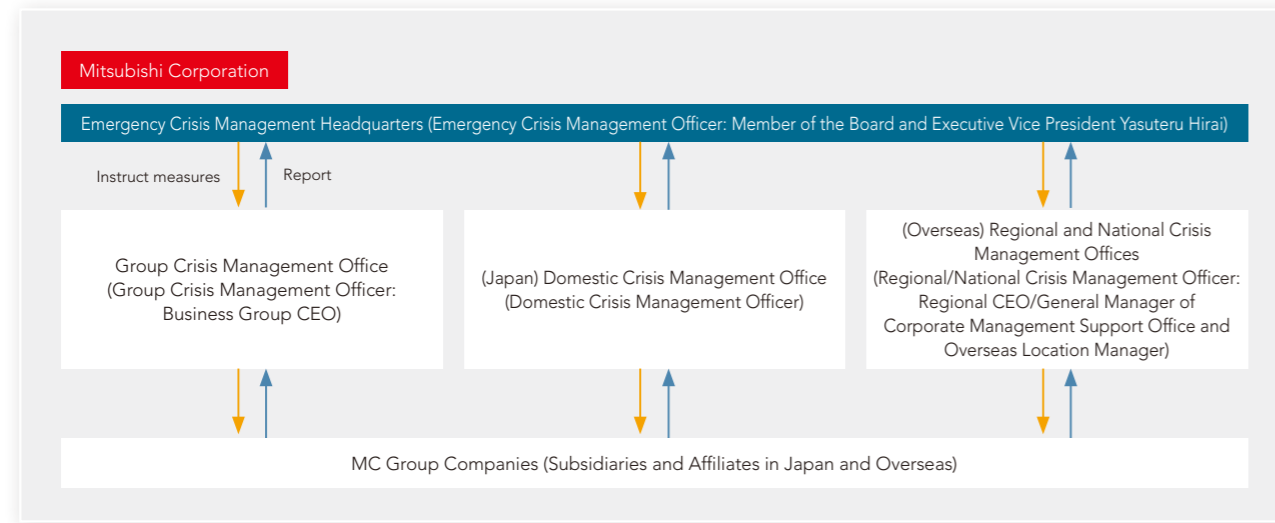 Mitsubishi Corporation
Emergency Crisis Management Headquarters (Emergency Crisis Management Officer: Member of the Board and Executive Vice President Yasuteru Hirai)
Instruct measures
Report
Group Crisis Management Office
(Group Crisis Management Officer:
Business Group CEO)
(Japan) Domestic Crisis Management Office
(Domestic Crisis Management Officer)
(Overseas) Regional and National Crisis
Management Offices
(Regional/National Crisis Management Officer:
Regional CEO/General Manager of
Corporate Management Support Office and
Overseas Location Manager)
MC Group Companies (Subsidiaries and Affiliates in Japan and Overseas)